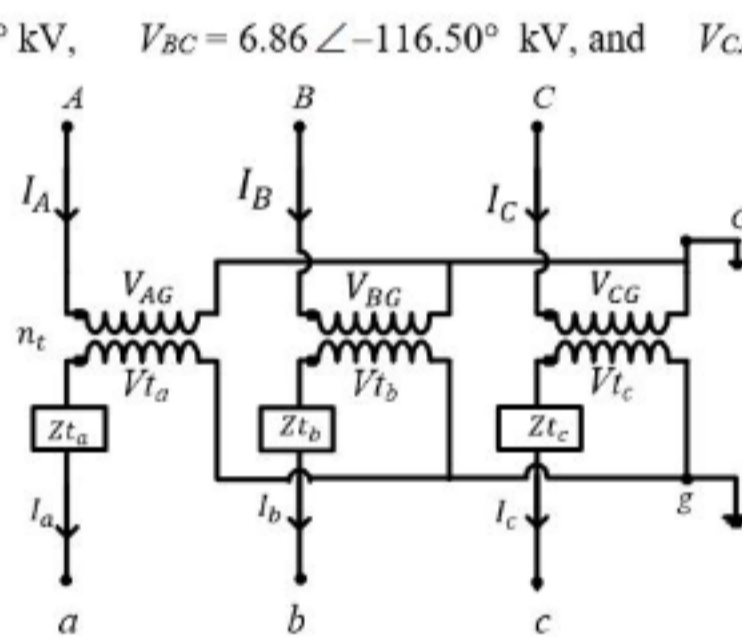 ° kV, V_BC = 6.86 ∠−116.50° kV, and V_C
A B C
I_A I_B I_C
V_AG V_BG V_CG
n_t
Vt_a Vt_b Vt_c
Zt_a Zt_b Zt_c
I_a I_b I_c g
a b c